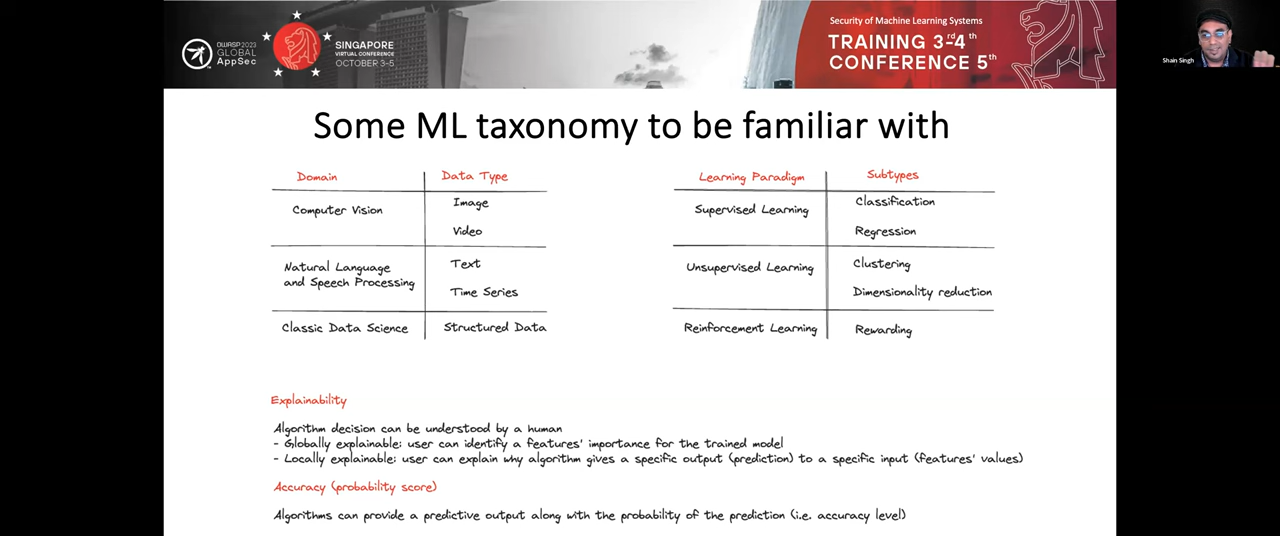 OWASP 2023
GLOBAL
AppSec
SINGAPORE
VIRTUAL CONFERENCE
OCTOBER 3-5
Security of Machine Learning Systems
TRAINING 3rd-4th
CONFERENCE 5th
Shain Singh
Some ML taxonomy to be familiar with
Domain Data Type
Computer Vision
Image
Video
Natural Language
and Speech Processing
Text
Time Series
Classic Data Science Structured Data
Learning Paradigm Subtypes
Supervised Learning
Classification
Regression
Unsupervised Learning
Clustering
Dimensionality reduction
Reinforcement Learning Rewarding
Explainability
Algorithm decision can be understood by a human
- Globally explainable: user can identify a features' importance for the trained model
- Locally explainable: user can explain why algorithm gives a specific output (prediction) to a specific input (features' values)
Accuracy (probability score)
Algorithms can provide a predictive output along with the probability of the prediction (i.e. accuracy level)